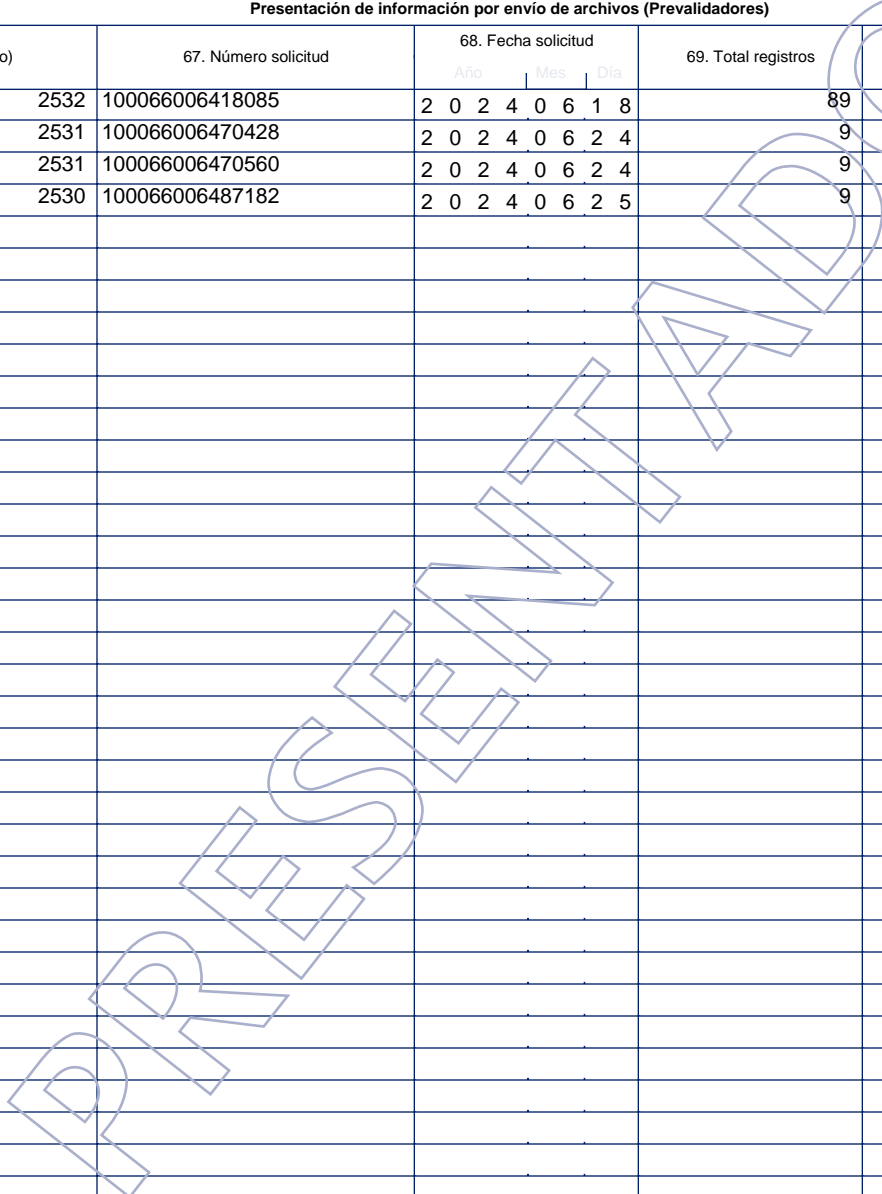 Presentación de información por envío de archivos (Prevalidadores)
o) 67. Número solicitud 68. Fecha solicitud 69. Total registros
Año Mes Día
2532 100066006418085 2 0 2 4 0 6 1 8 89
2531 100066006470428 2 0 2 4 0 6 2 4 9
2531 100066006470560 2 0 2 4 0 6 2 4 9
2530 100066006487182 2 0 2 4 0 6 2 5 9
PRESENTADO